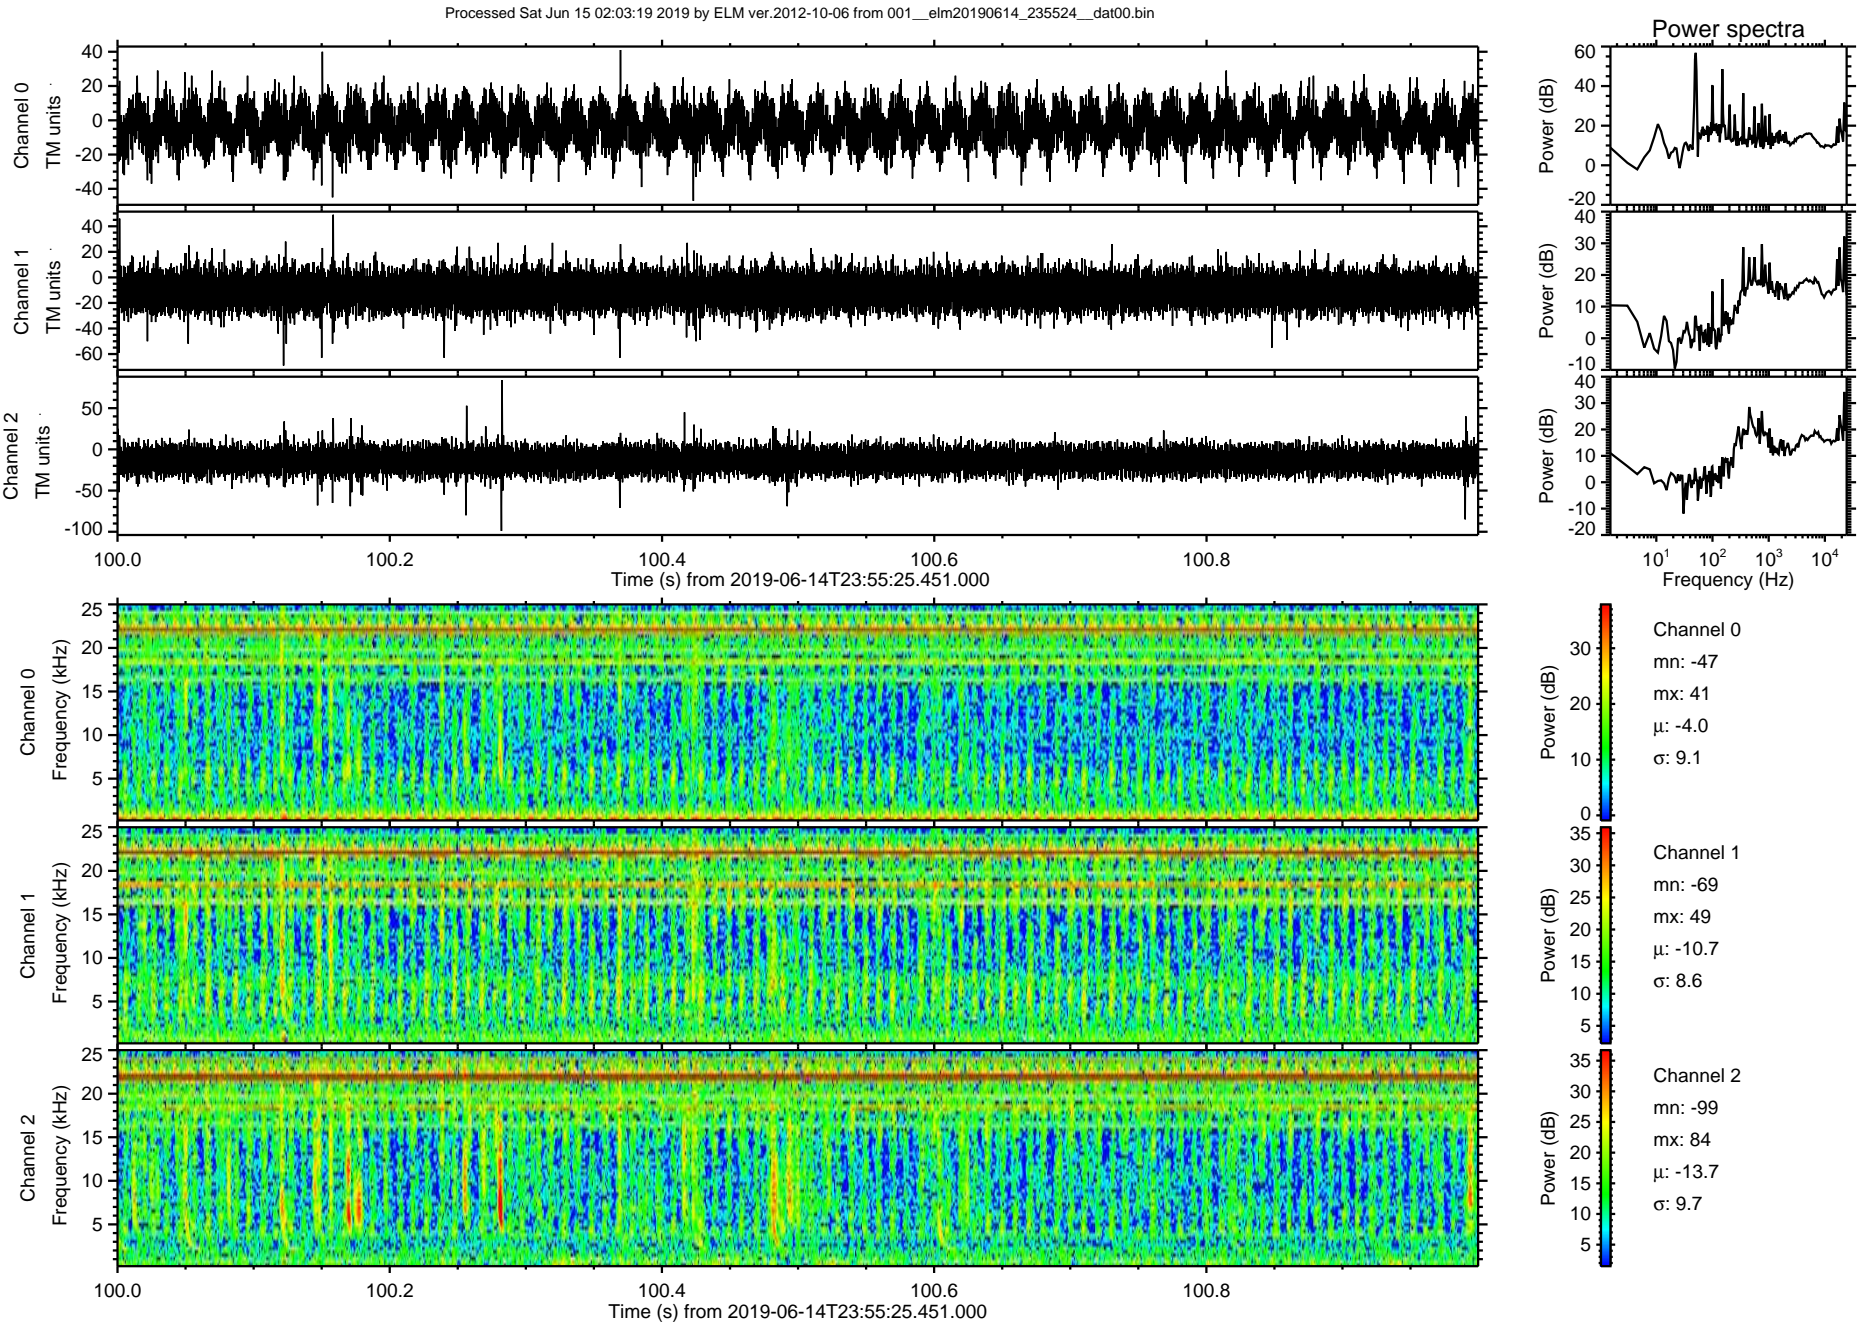 Processed Sat Jun 15 02:03:19 2019 by ELM ver.2012-10-06 from 001__elm20190614_235524__dat00.bin
Power spectra
Channel 0
TM units
40
20
0
-20
-40
Power (dB)
60
40
20
0
-20
Channel 1
TM units
40
20
0
-20
-40
-60
Power (dB)
40
30
20
10
0
-10
Channel 2
TM units
50
0
-50
-100
Power (dB)
40
30
20
10
0
-10
-20
100.0 100.2 100.4 100.6 100.8
Time (s) from 2019-06-14T23:55:25.451.000
10¹ 10² 10³ 10⁴
Frequency (Hz)
Channel 0
Frequency (kHz)
25
20
15
10
5
Power (dB)
30
20
10
0
Channel 0
mn: -47
mx: 41
μ: -4.0
σ: 9.1
Channel 1
Frequency (kHz)
25
20
15
10
5
Power (dB)
35
30
25
20
15
10
5
Channel 1
mn: -69
mx: 49
μ: -10.7
σ: 8.6
Channel 2
Frequency (kHz)
25
20
15
10
5
Power (dB)
35
30
25
20
15
10
5
Channel 2
mn: -99
mx: 84
μ: -13.7
σ: 9.7
100.0 100.2 100.4 100.6 100.8
Time (s) from 2019-06-14T23:55:25.451.000